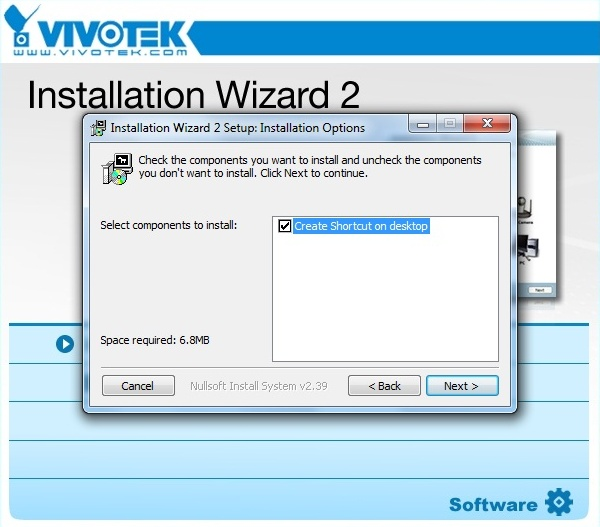 VIVOTEK
WWW.VIVOTEK.COM
Installation Wizard 2
Installation Wizard 2 Setup: Installation Options
Check the components you want to install and uncheck the components
you don't want to install. Click Next to continue.
Select components to install:
Create Shortcut on desktop
Space required: 6.8MB
Cancel
Nullsoft Install System v2.39
< Back
Next >
PC
Next
Software